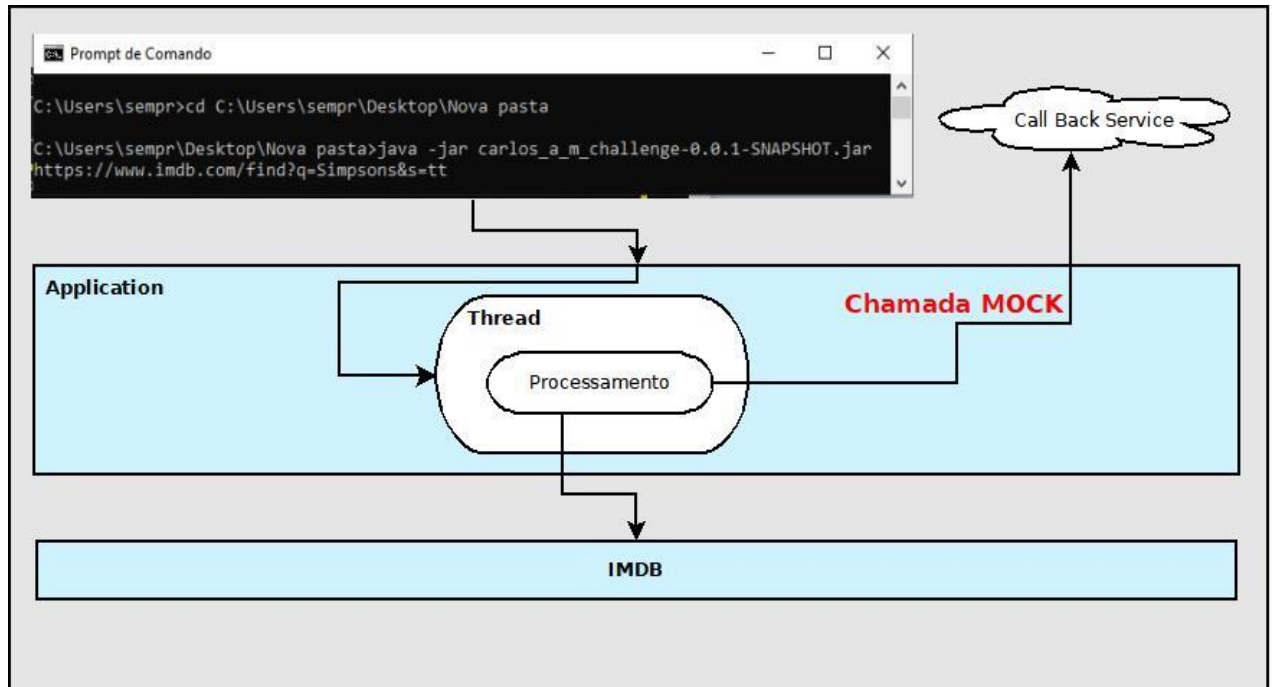 Prompt de Comando
C:\Users\sempr>cd C:\Users\sempr\Desktop\Nova pasta
C:\Users\sempr\Desktop\Nova pasta>java -jar carlos_a_m_challenge-0.0.1-SNAPSHOT.jar
https://www.imdb.com/find?q=Simpsons&s=tt
Call Back Service
Application
Chamada MOCK
Thread
Processamento
IMDB